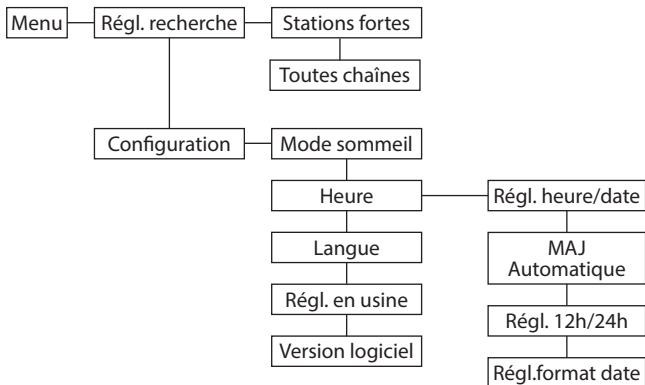 Menu
Régl. recherche
Stations fortes
Toutes chaînes
Configuration
Mode sommeil
Heure
Régl. heure/date
Langue
MAJ
Automatique
Régl. en usine
Régl. 12h/24h
Version logiciel
Régl.format date